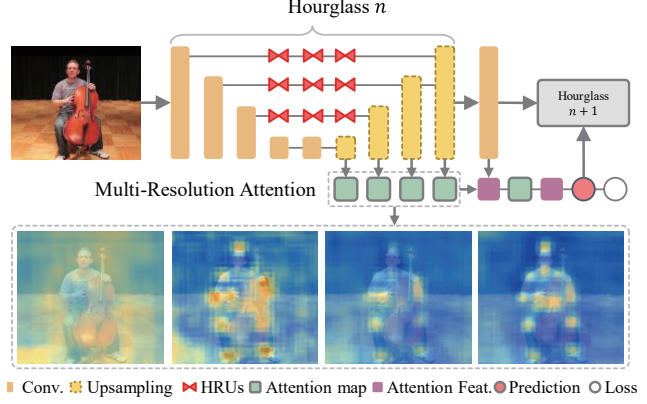 Hourglass n
Hourglass
n + 1
Multi-Resolution Attention
Conv. Upsampling HRUs Attention map Attention Feat. Prediction Loss